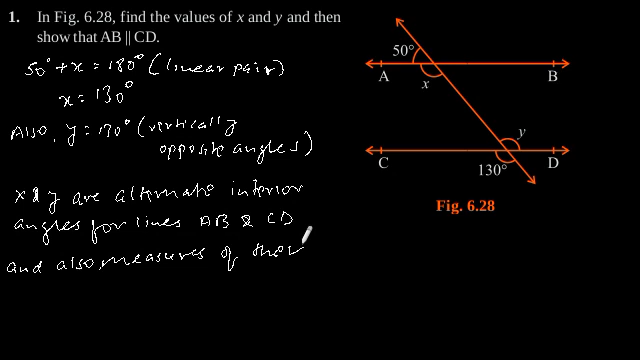 1. In Fig. 6.28, find the values of x and y and then
show that AB || CD.
50° + x = 180° (linear pair)
x = 130°
Also, y = 130° (vertically
opposite angles)
x & y are alternate interior
angles for lines AB & CD
and also, measures of their
50°
A
B
x
y
C
D
130°
Fig. 6.28